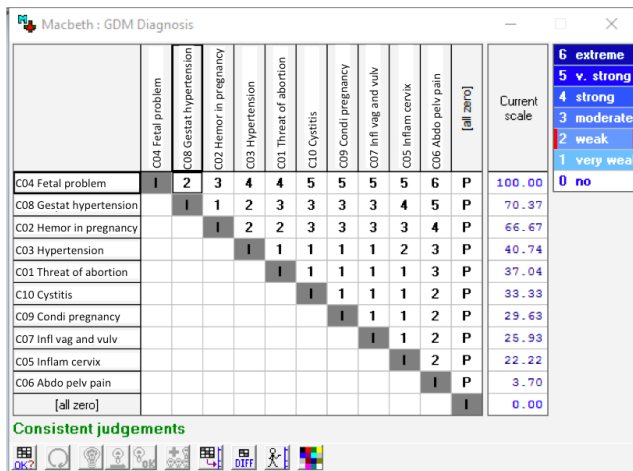 Macbeth : GDM Diagnosis
C04 Fetal problem
C08 Gestat hypertension
C02 Hemor in pregnancy
C03 Hypertension
C01 Threat of abortion
C10 Cystitis
C09 Condi pregnancy
C07 Infl vag and vulv
C05 Inflam cervix
C06 Abdo pelv pain
[all zero]
Current scale
C04 Fetal problem I 2 3 4 4 5 5 5 5 6 P 100.00
C08 Gestat hypertension I 1 2 3 3 3 3 4 5 P 70.37
C02 Hemor in pregnancy I 2 2 3 3 3 3 4 P 66.67
C03 Hypertension I 1 1 1 1 2 3 P 40.74
C01 Threat of abortion I 1 1 1 1 3 P 37.04
C10 Cystitis I 1 1 1 2 P 33.33
C09 Condi pregnancy I 1 1 2 P 29.63
C07 Infl vag and vulv I 1 2 P 25.93
C05 Inflam cervix I 2 P 22.22
C06 Abdo pelv pain I P 3.70
[all zero] I 0.00
6 extreme
5 v. strong
4 strong
3 moderate
2 weak
1 very wea
0 no
Consistent judgements
OK? OK DIFF